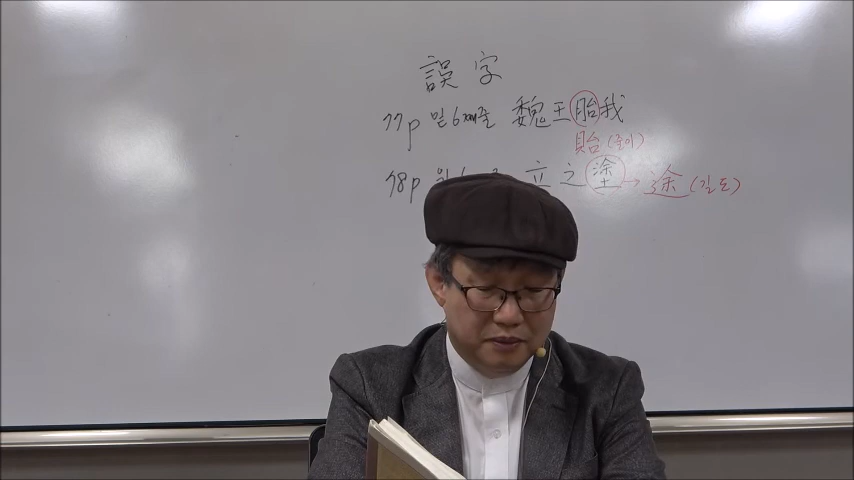 誤字
77p 밑6째줄 魏王胎我
貽 (줄이)
78p 立之塗 → 途 (길도)